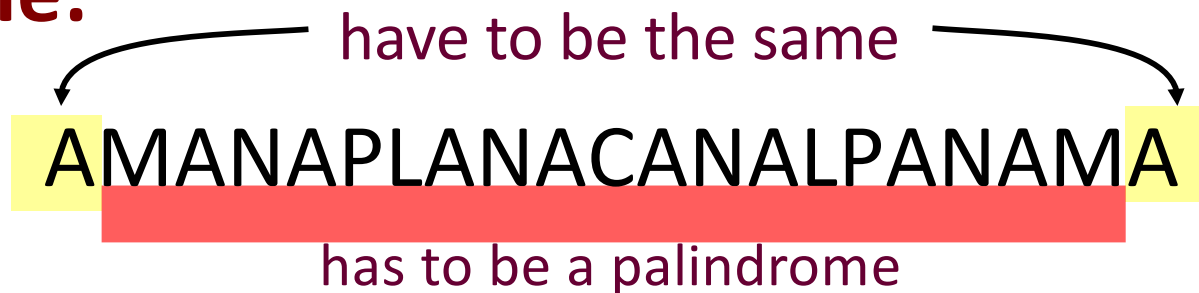 have to be the same
AMANAPLANACANALPANAMA
has to be a palindrome